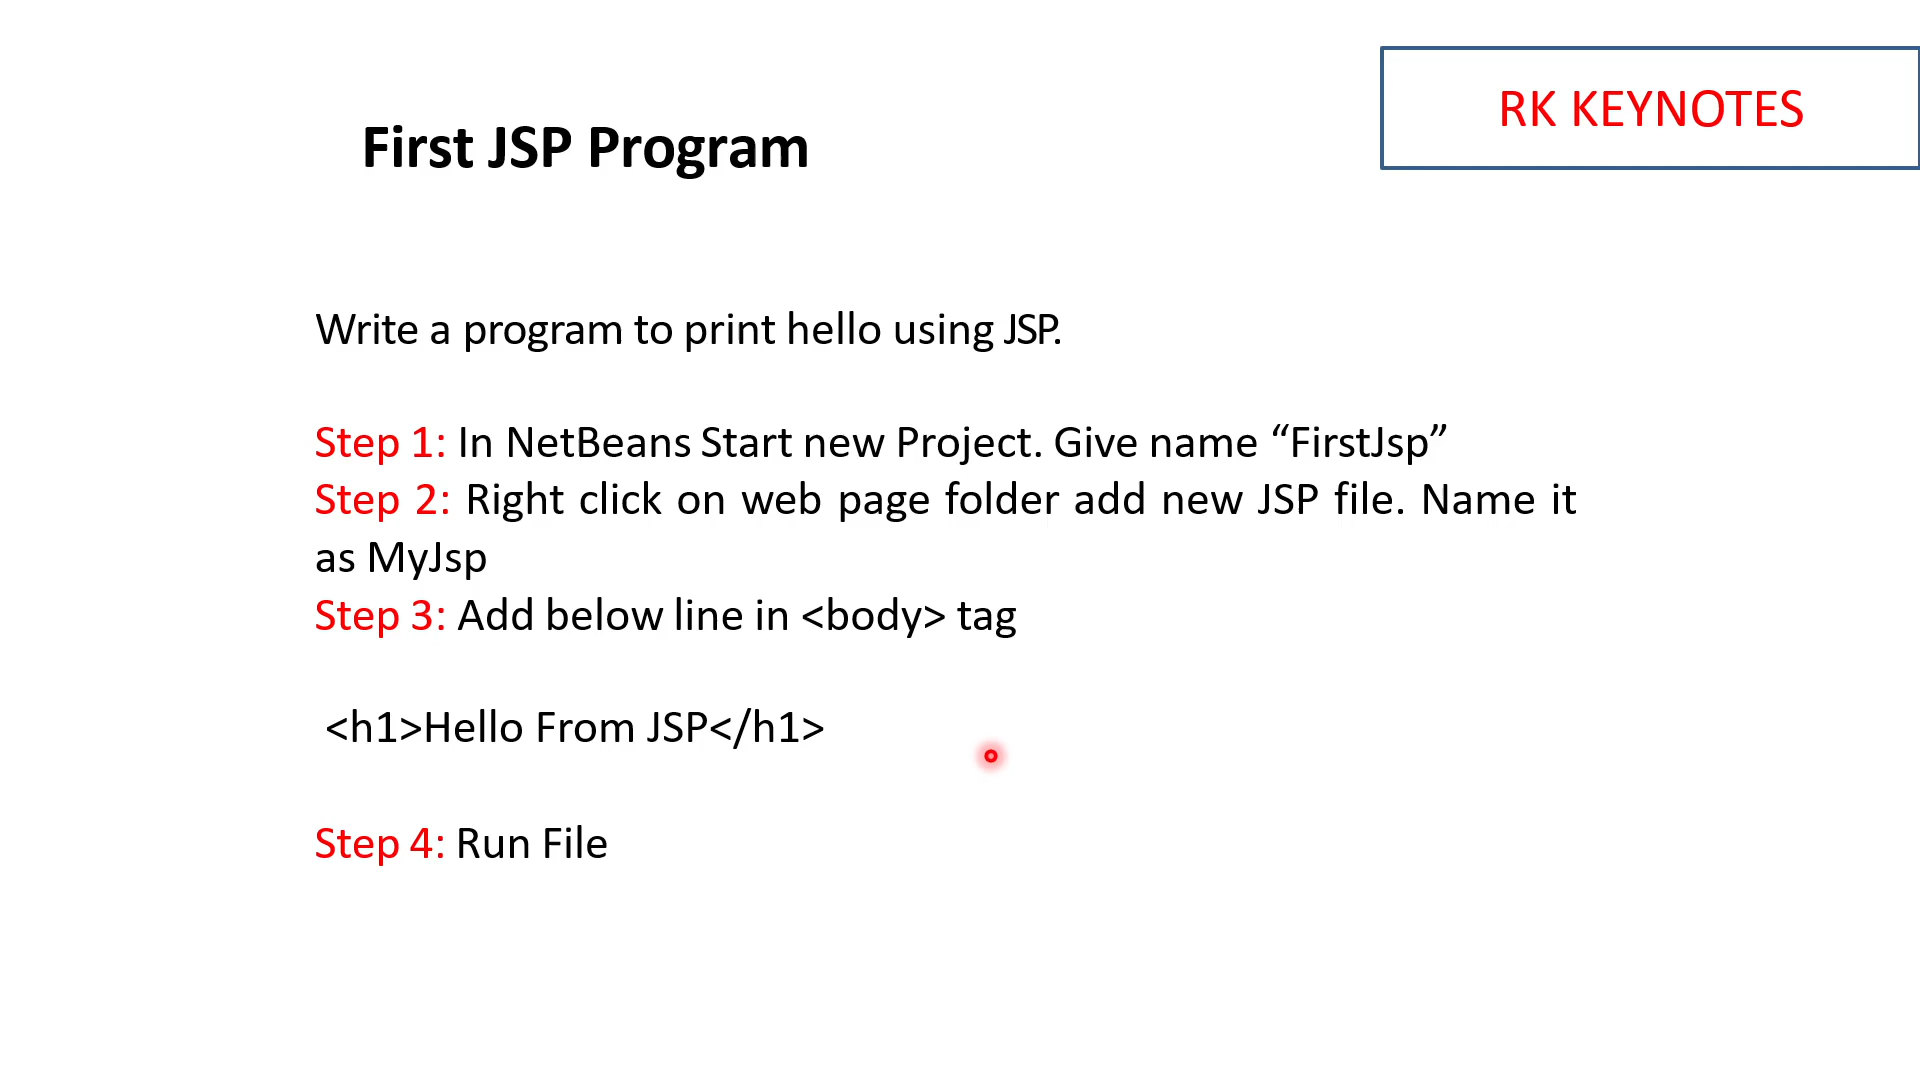 RK KEYNOTES
First JSP Program
Write a program to print hello using JSP.
Step 1: In NetBeans Start new Project. Give name “FirstJsp”
Step 2: Right click on web page folder add new JSP file. Name it
as MyJsp
Step 3: Add below line in <body> tag
<h1>Hello From JSP</h1>
Step 4: Run File